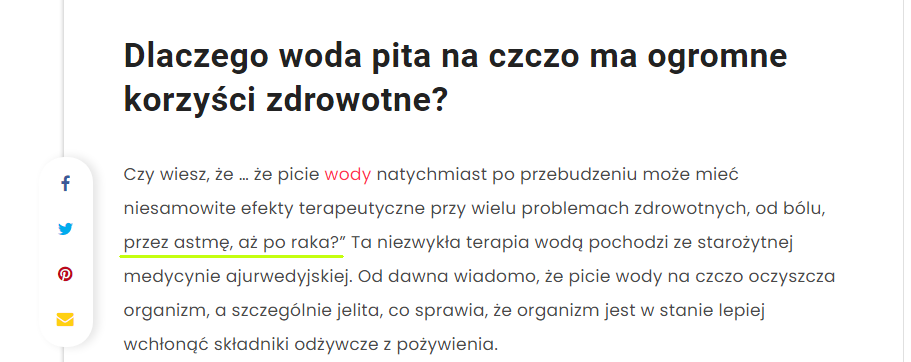 Dlaczego woda pita na czczo ma ogromne
korzyści zdrowotne?
Czy wiesz, że ... że picie wody natychmiast po przebudzeniu może mieć
niesamowite efekty terapeutyczne przy wielu problemach zdrowotnych, od bólu,
przez astmę, aż po raka?” Ta niezwykła terapia wodą pochodzi ze starożytnej
medycynie ajurwedyjskiej. Od dawna wiadomo, że picie wody na czczo oczyszcza
organizm, a szczególnie jelita, co sprawia, że organizm jest w stanie lepiej
wchłonąć składniki odżywcze z pożywienia.